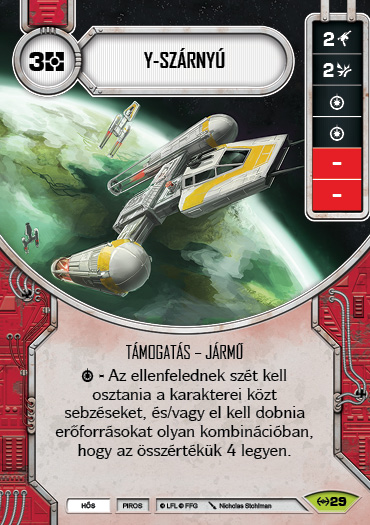 3
Y-SZÁRNYÚ
2
2
-
-
TÁMOGATÁS – JÁRMŰ
- Az ellenfelednek szét kell
osztania a karakterei közt
sebzéseket, és/vagy el kell dobnia
erőforrásokat olyan kombinációban,
hogy az összértékük 4 legyen.
HŐS
PIROS
© LFL © FFG
Nicholas Stohlman
29